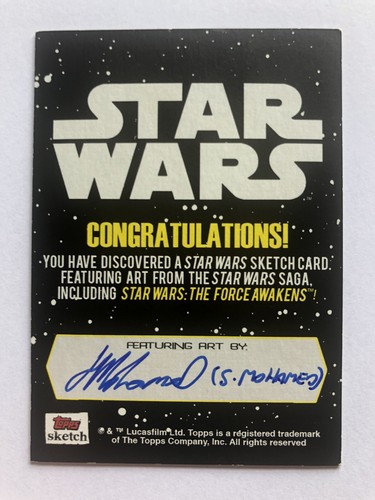 STAR
WARS™
CONGRATULATIONS!
YOU HAVE DISCOVERED A STAR WARS SKETCH CARD
FEATURING ART FROM THE STAR WARS SAGA,
INCLUDING STAR WARS: THE FORCE AWAKENS™!
FEATURING ART BY:
(S. MOHAMED)
TOPPS
sketch
® & ™ Lucasfilm Ltd. Topps is a registered trademark
of The Topps Company, Inc. All rights reserved